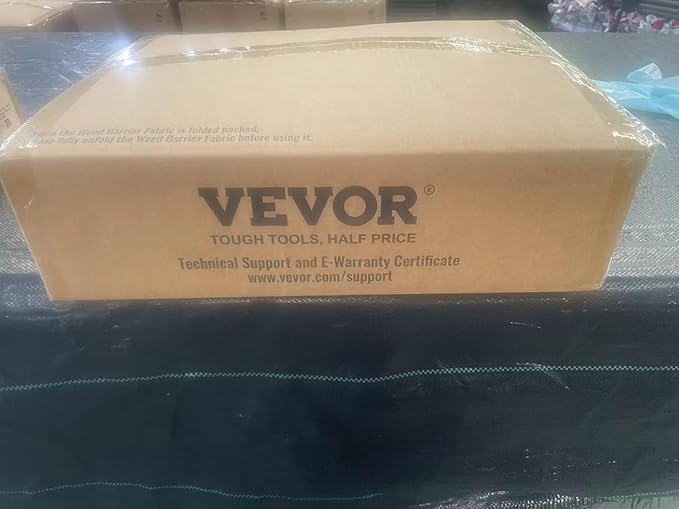 the Weed Barrier Fabric is folded packed,
fully unfold the Weed Barrier Fabric before using it.
VEVOR®
TOUGH TOOLS, HALF PRICE
Technical Support and E-Warranty Certificate
www.vevor.com/support